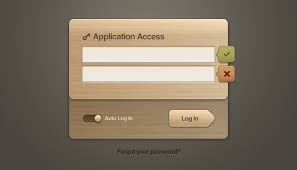 Application Access
Auto Log In
Log In
Forgot your password?